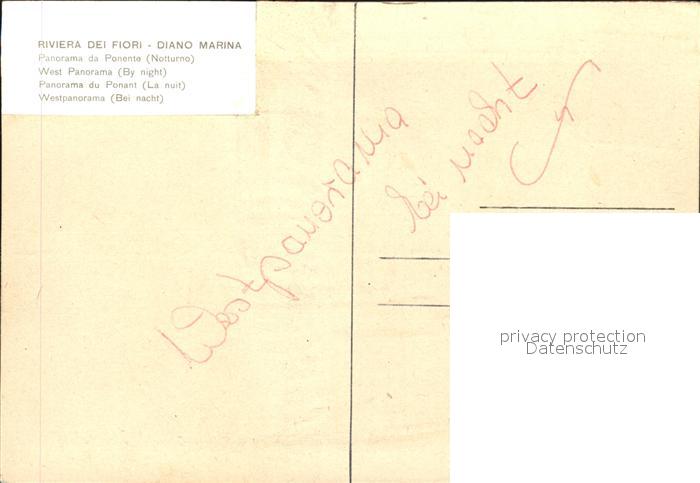 RIVIERA DEI FIORI - DIANO MARINA
Panorama da Ponente (Notturno)
West Panorama (By night)
Panorama du Ponant (La nuit)
Westpanorama (Bei nacht)
Westpanorama
bei nacht
privacy protection
Datenschutz